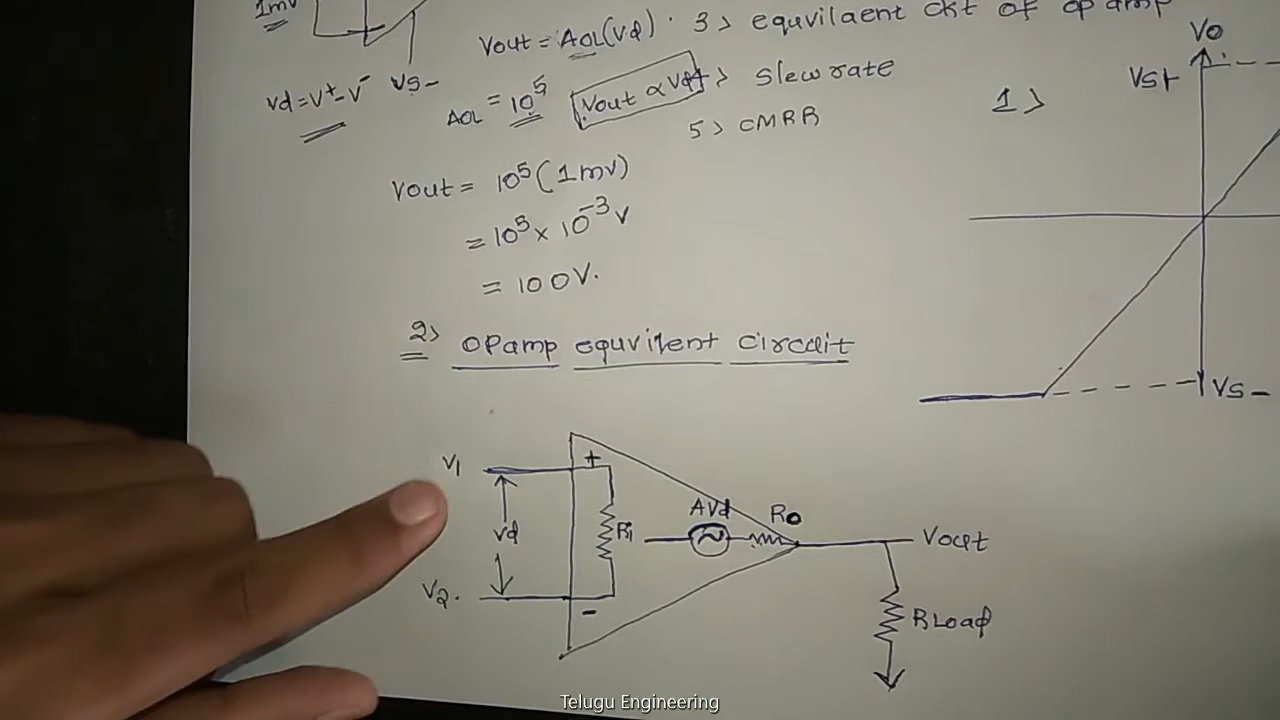 1mv
Vout = AOL(Vd). 3> equvilaent ckt of op amp
vd = V+ - V- VS-
AOL = 10^5 Vout ∝ Vd 4> Slew rate
5> CMRR
Vout = 10^5 (1mv)
= 10^5 x 10^-3 v
= 100V.
2> OPamp equvilent circuit
1>
Vo
VS+
VS-
V1
vd
V2.
+
-
Ri
AVd
Ro
Vout
RLoad
Telugu Engineering